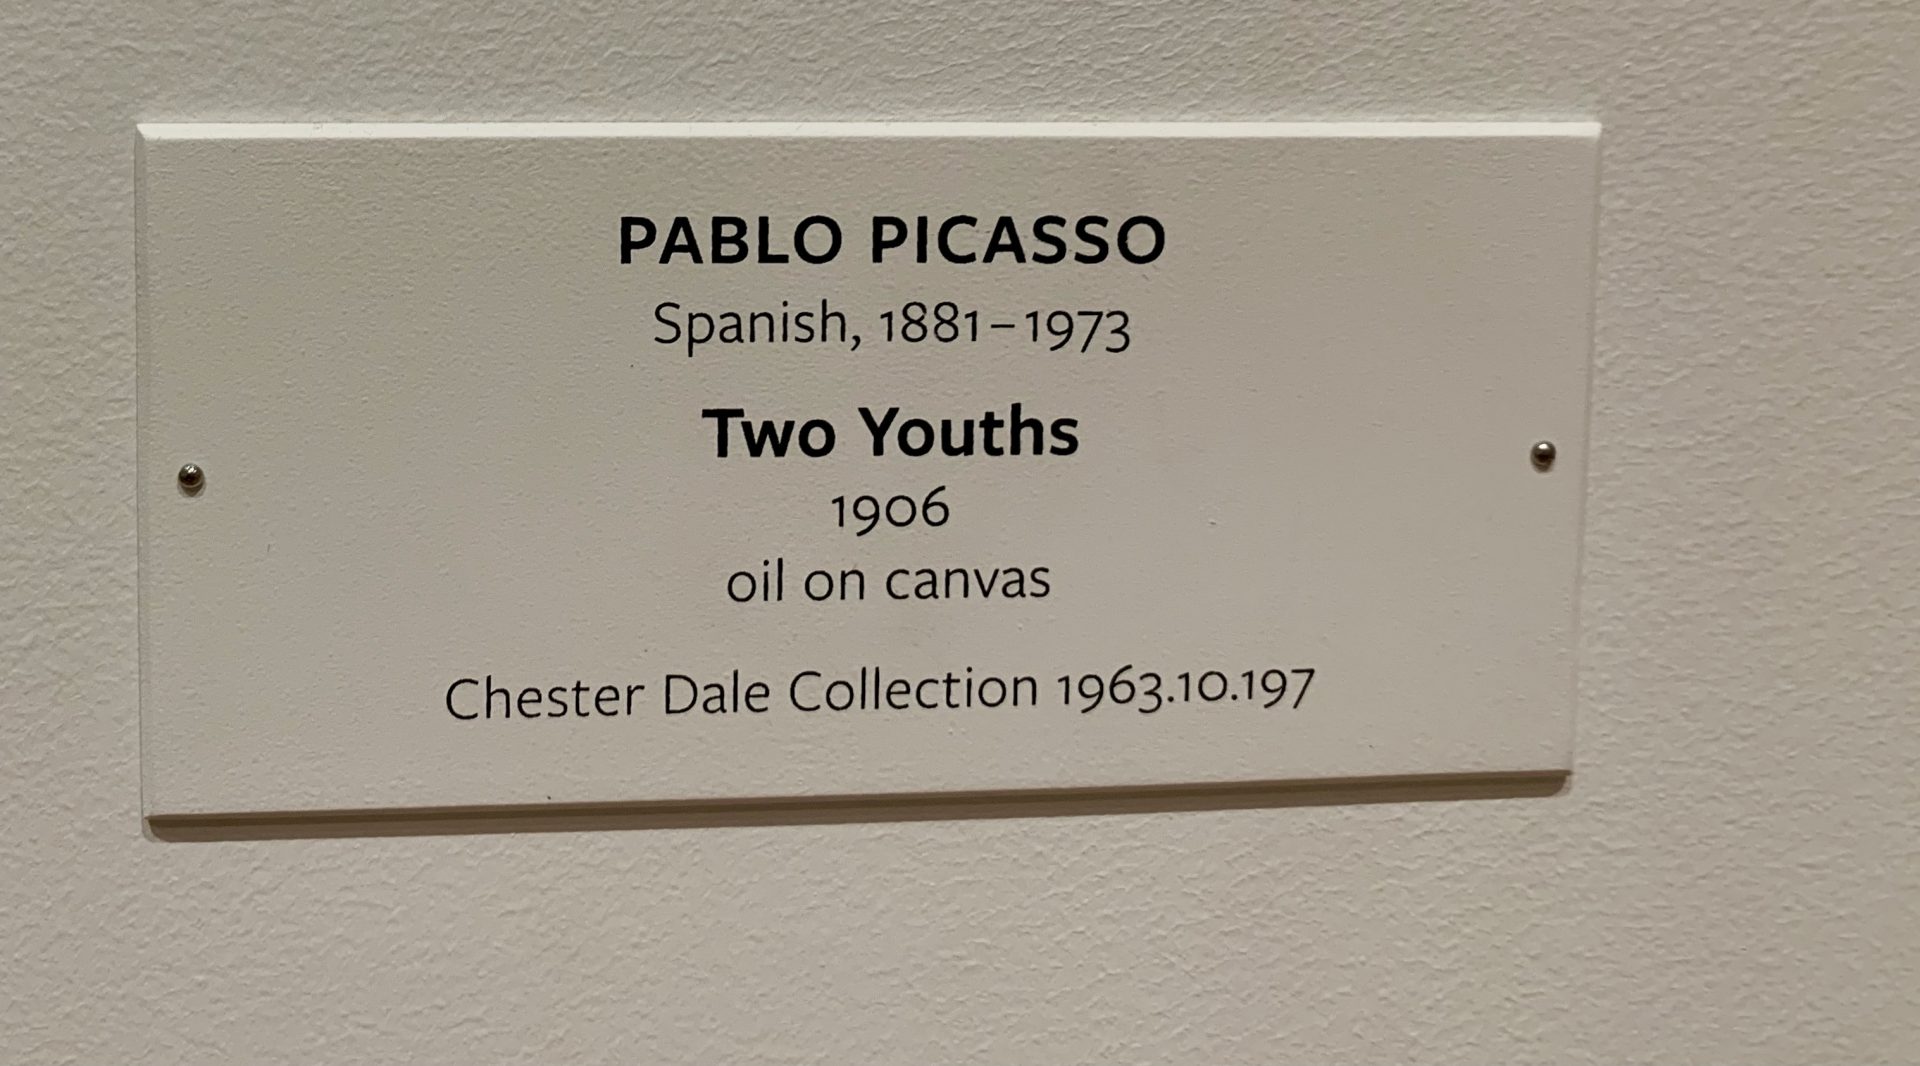 PABLO PICASSO
Spanish, 1881–1973
Two Youths
1906
oil on canvas
Chester Dale Collection 1963.10.197